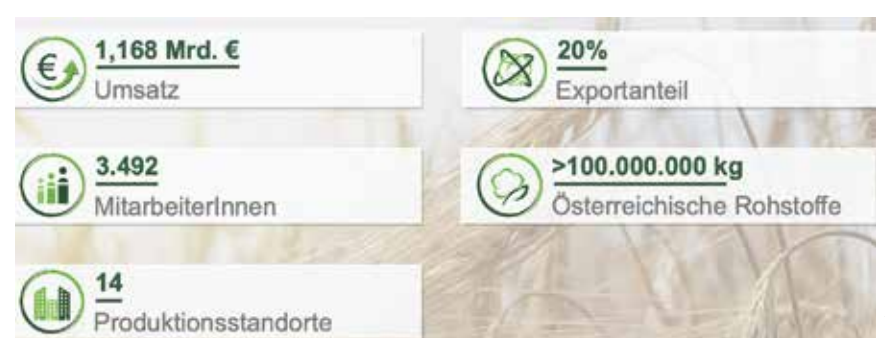 1,168 Mrd. €
Umsatz
20%
Exportanteil
3.492
MitarbeiterInnen
>100.000.000 kg
Österreichische Rohstoffe
14
Produktionsstandorte